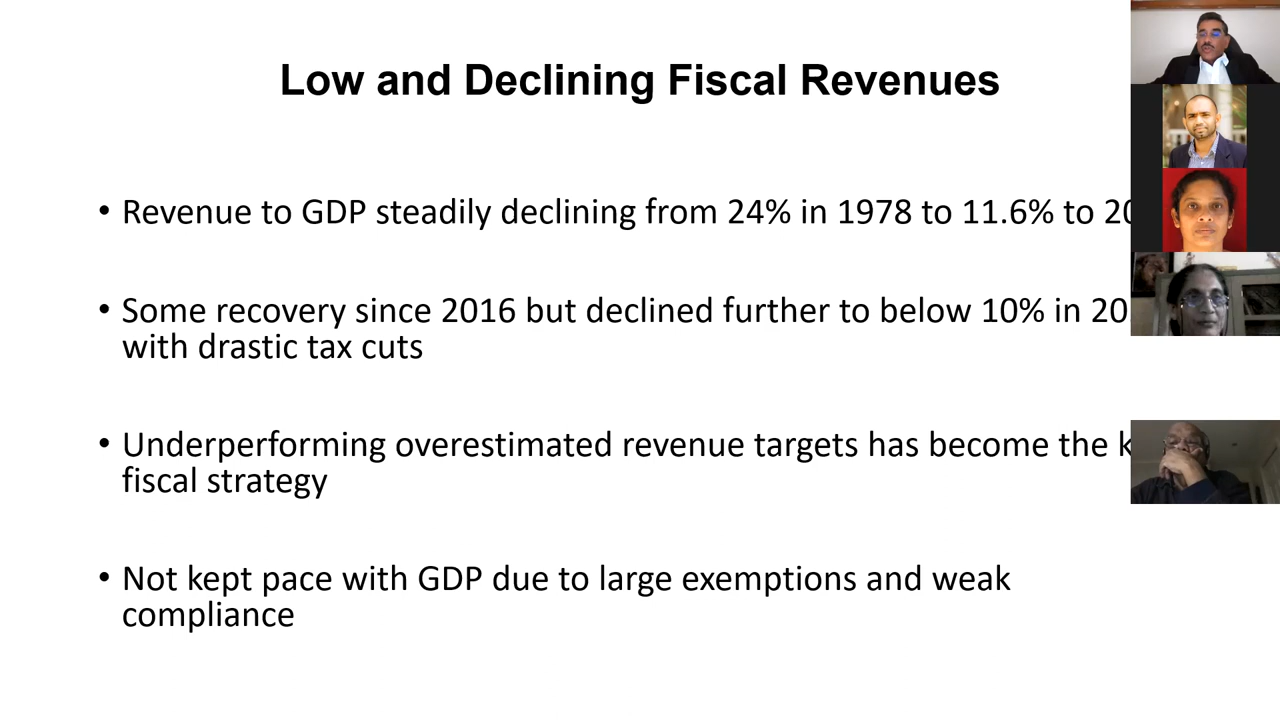 Low and Declining Fiscal Revenues
• Revenue to GDP steadily declining from 24% in 1978 to 11.6% to
• Some recovery since 2016 but declined further to below 10% in
with drastic tax cuts
• Underperforming overestimated revenue targets has become the
fiscal strategy
• Not kept pace with GDP due to large exemptions and weak
compliance